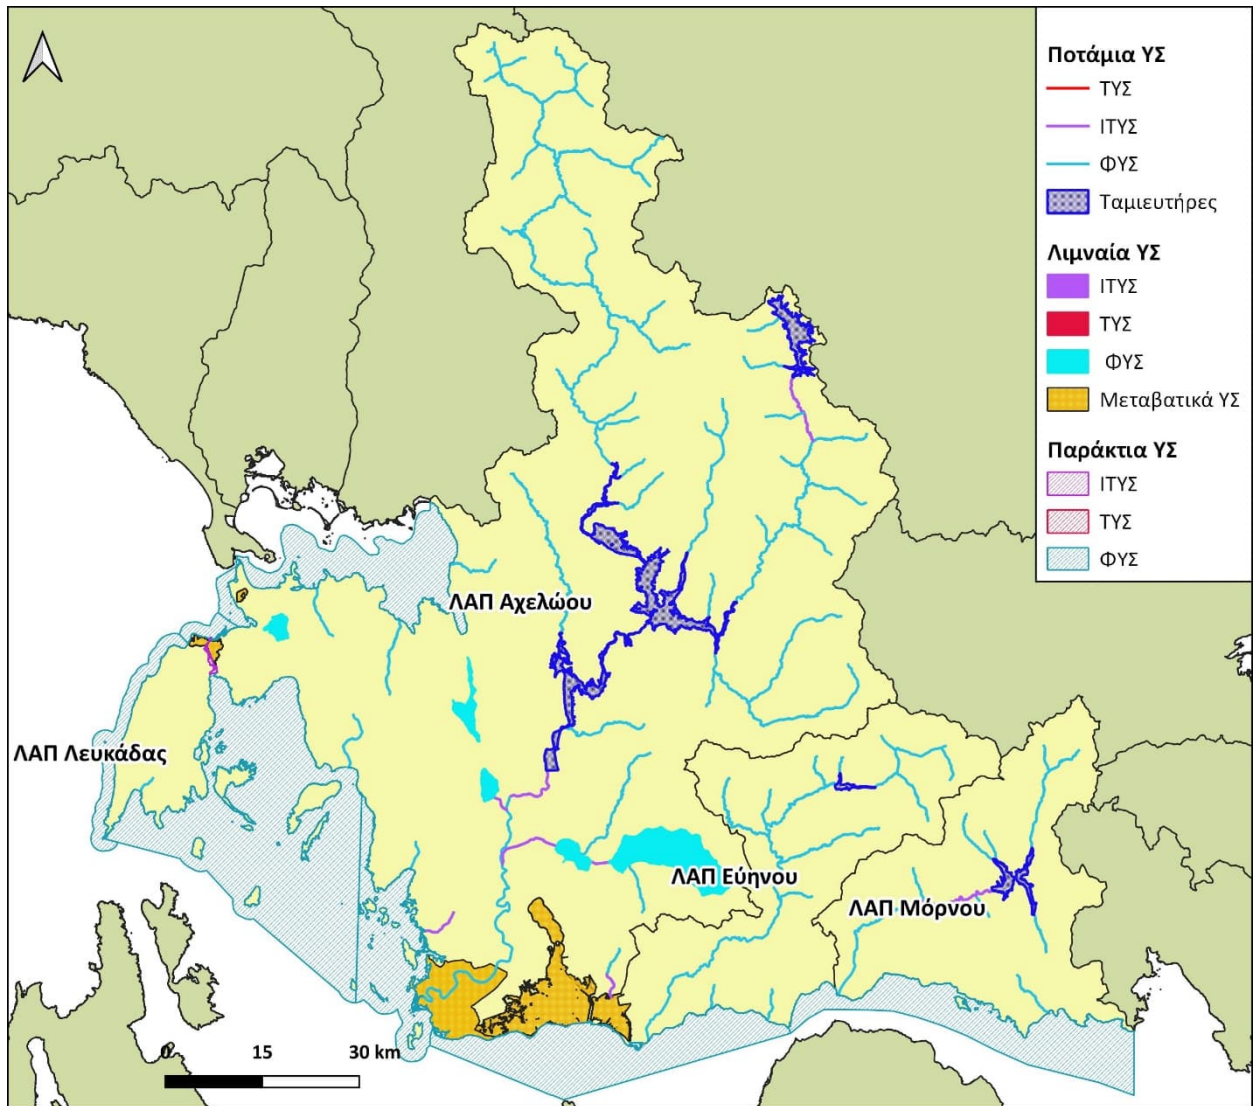 Ποτάμια ΥΣ
ΤΥΣ
ΙΤΥΣ
ΦΥΣ
Ταμιευτήρες
Λιμναία ΥΣ
ΙΤΥΣ
ΤΥΣ
ΦΥΣ
Μεταβατικά ΥΣ
Παράκτια ΥΣ
ΙΤΥΣ
ΤΥΣ
ΦΥΣ
ΛΑΠ Αχελώου
ΛΑΠ Λευκάδας
ΛΑΠ Εύηνου
ΛΑΠ Μόρνου
0 15 30 km